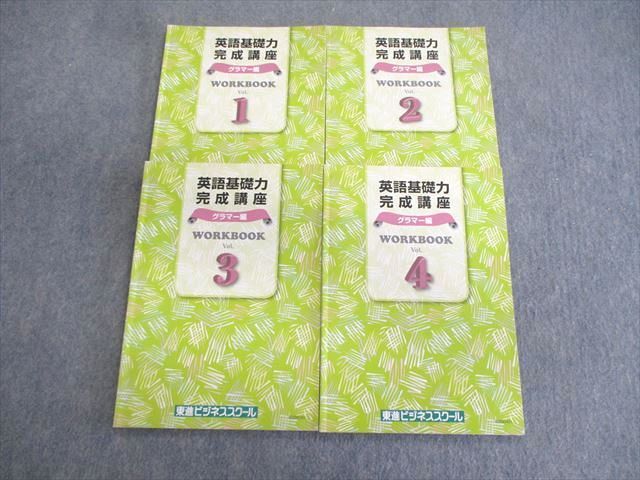 英語基礎力
完成講座
グラマー編
WORKBOOK
Vol.
1
英語基礎力
完成講座
グラマー編
WORKBOOK
Vol.
2
英語基礎力
完成講座
グラマー編
WORKBOOK
Vol.
3
東進ビジネススクール
英語基礎力
完成講座
グラマー編
WORKBOOK
Vol.
4
東進ビジネススクール